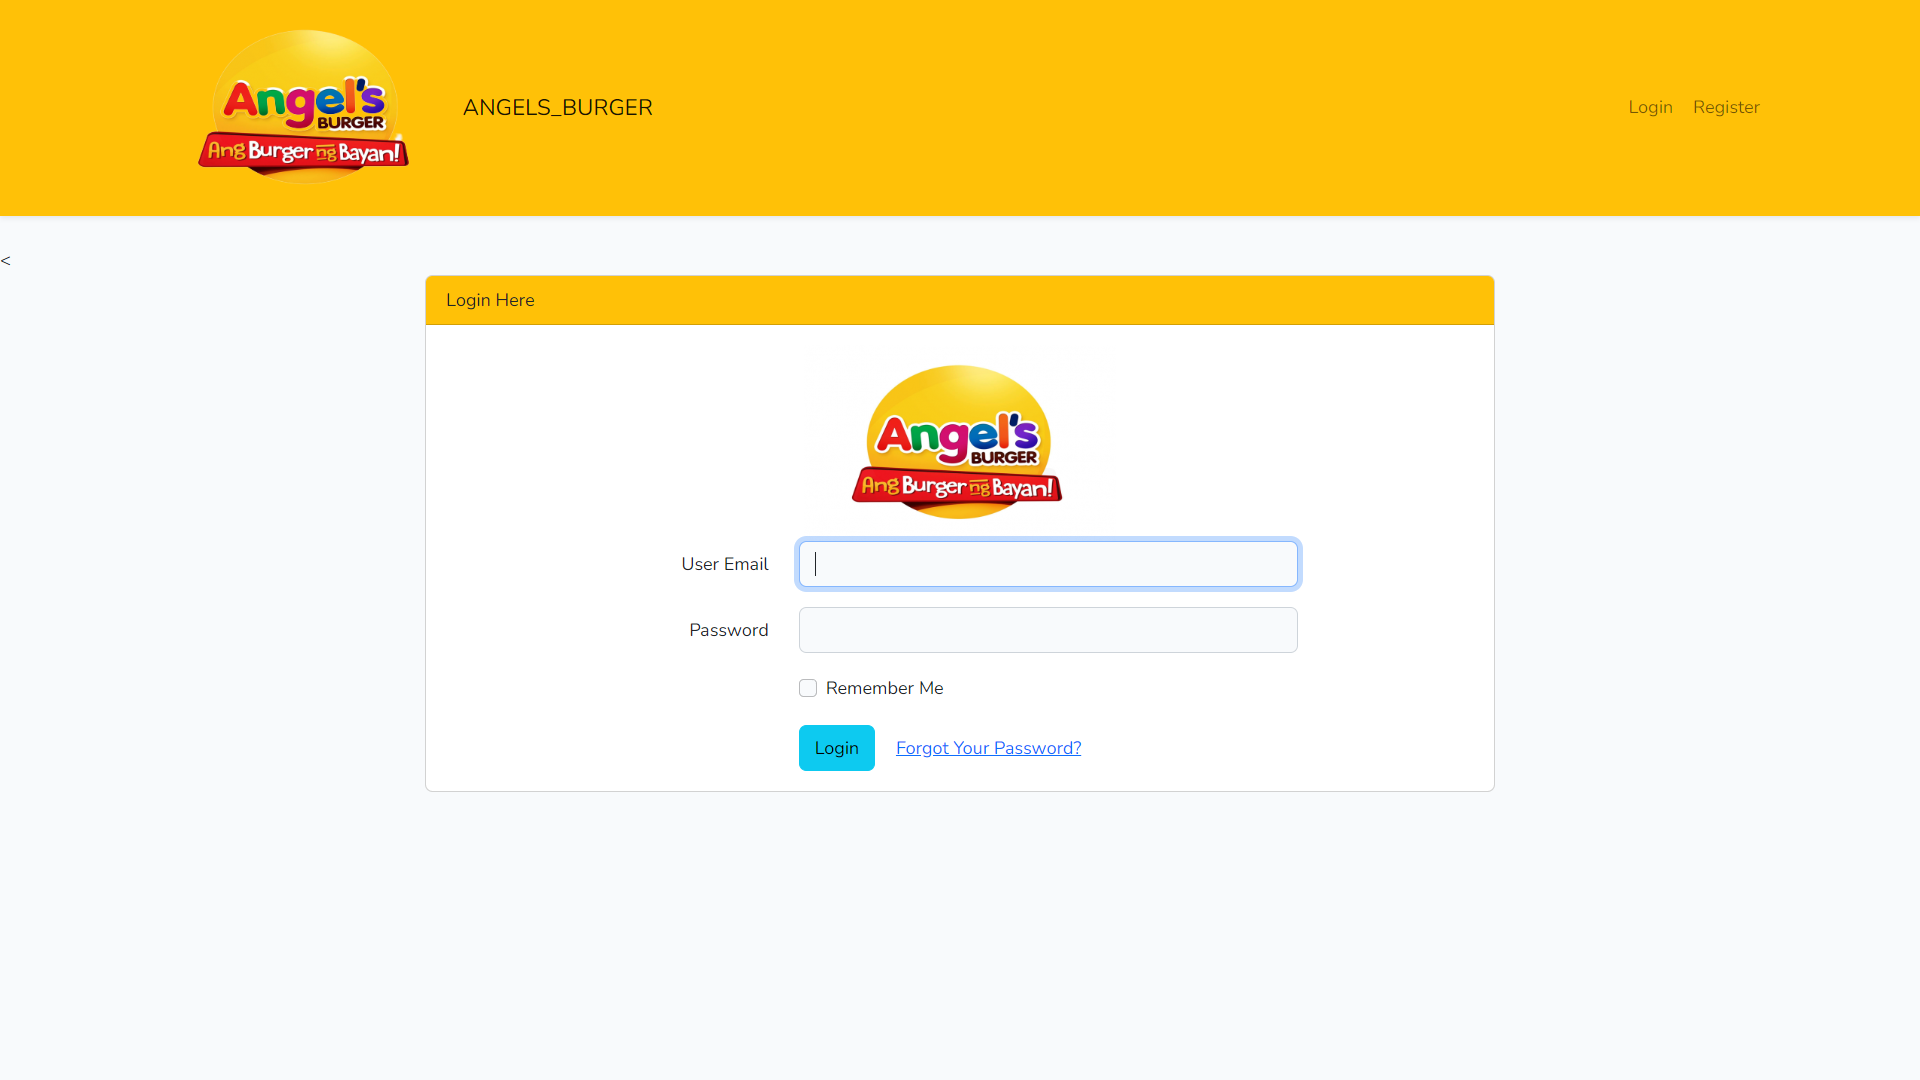 Angel's
BURGER
Ang Burger ng Bayan!
ANGELS_BURGER
Login
Register
<
Login Here
Angel's
BURGER
Ang Burger ng Bayan!
User Email
Password
Remember Me
Login
Forgot Your Password?